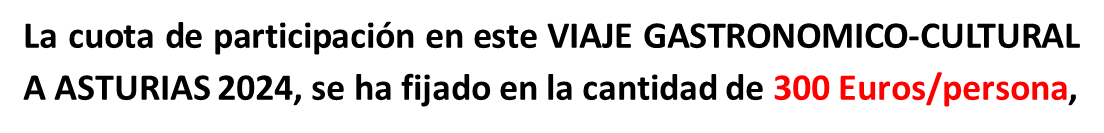 La cuota de participación en este VIAJE GASTRONOMICO-CULTURAL
A ASTURIAS 2024, se ha fijado en la cantidad de 300 Euros/persona,